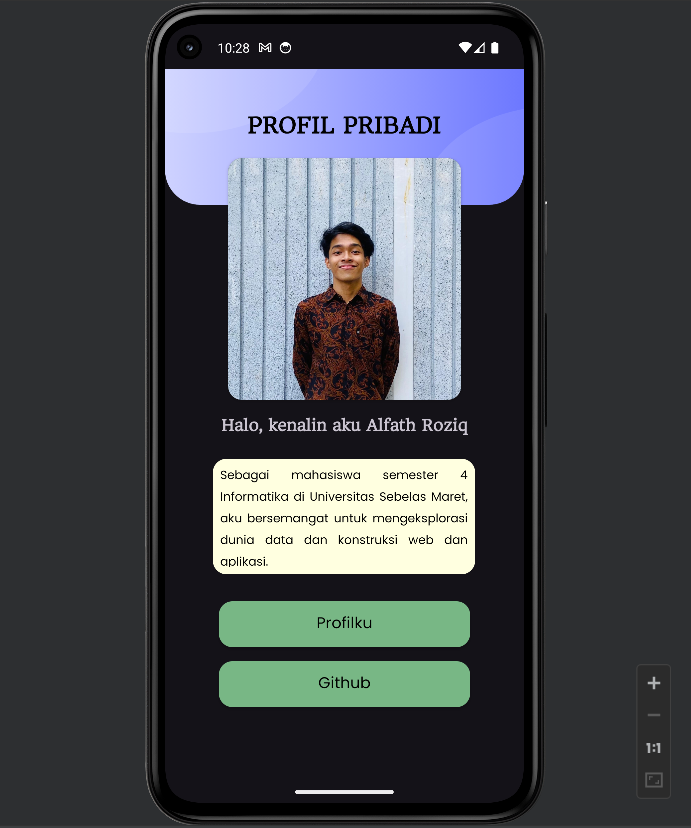 10:28
PROFIL PRIBADI
Halo, kenalin aku Alfath Roziq
Sebagai mahasiswa semester 4
Informatika di Universitas Sebelas Maret,
aku bersemangat untuk mengeksplorasi
dunia data dan konstruksi web dan
aplikasi.
Profilku
Github
1:1